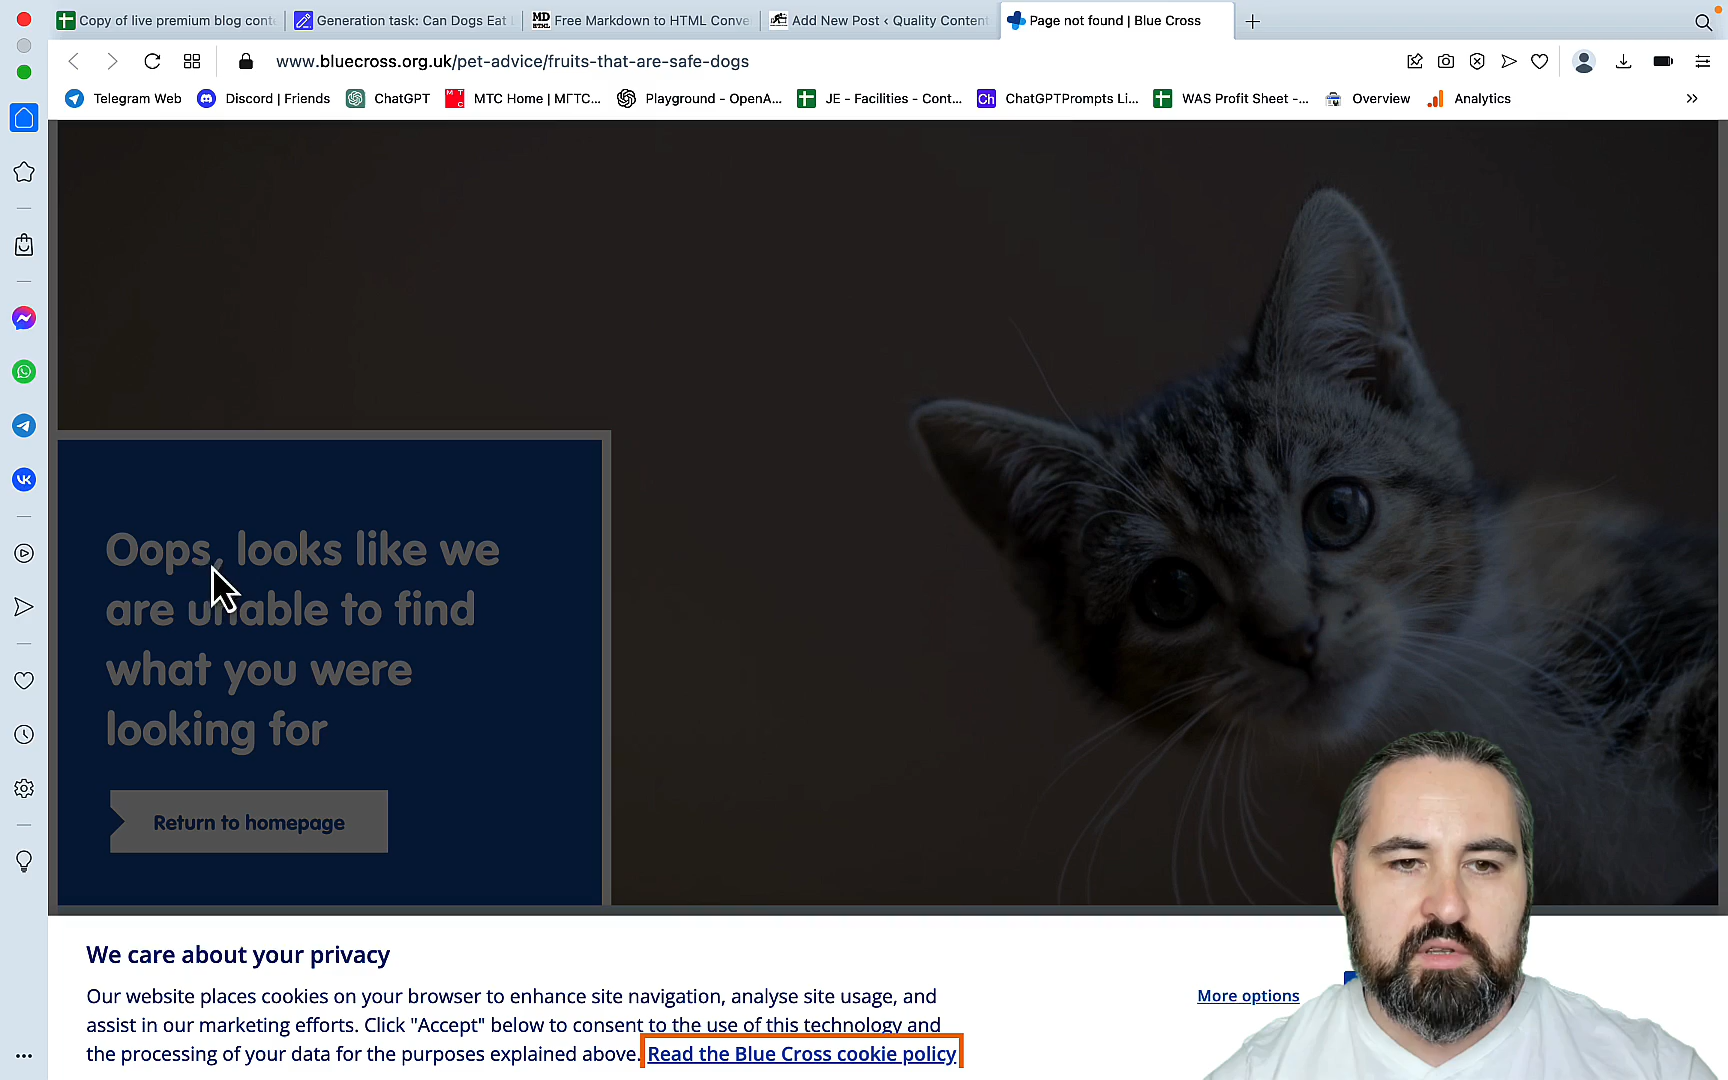 Copy of live premium blog conte
Generation task: Can Dogs Eat
Free Markdown to HTML Conve
Add New Post ‹ Quality Content
Page not found | Blue Cross
www.bluecross.org.uk/pet-advice/fruits-that-are-safe-dogs
Telegram Web
Discord | Friends
ChatGPT
MTC Home | МГТС...
Playground - OpenA...
JE - Facilities - Cont...
Ch
ChatGPTPrompts Li...
WAS Profit Sheet -...
Overview
Analytics
Oops, looks like we
are unable to find
what you were
looking for
Return to homepage
We care about your privacy
Our website places cookies on your browser to enhance site navigation, analyse site usage, and
assist in our marketing efforts. Click "Accept" below to consent to the use of this technology and
the processing of your data for the purposes explained above. Read the Blue Cross cookie policy
More options